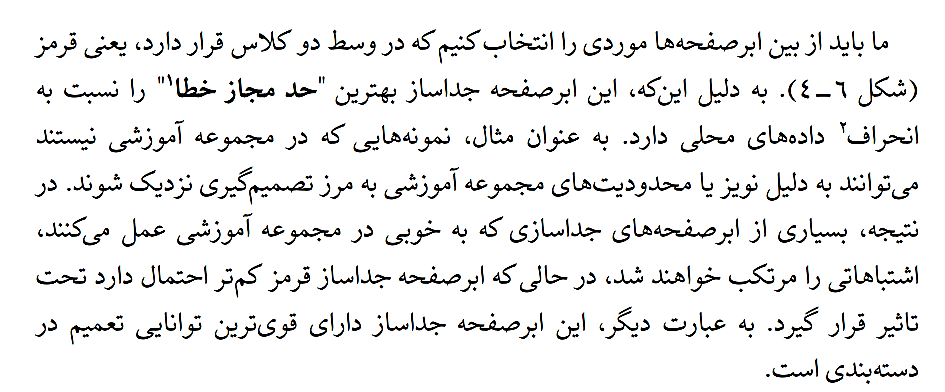 ما باید از بین ابرصفحه‌ها موردی را انتخاب کنیم که در وسط دو کلاس قرار دارد، یعنی قرمز
(شکل ٦ــ٤). به دلیل این‌که، این ابرصفحه جداساز بهترین "حد مجاز خطا١" را نسبت به
انحراف٢ داده‌های محلی دارد. به عنوان مثال، نمونه‌هایی که در مجموعه آموزشی نیستند
می‌توانند به دلیل نویز یا محدودیت‌های مجموعه آموزشی به مرز تصمیم‌گیری نزدیک شوند. در
نتیجه، بسیاری از ابرصفحه‌های جداسازی که به خوبی در مجموعه آموزشی عمل می‌کنند،
اشتباهاتی را مرتکب خواهند شد، در حالی‌که ابرصفحه جداساز قرمز کم‌تر احتمال دارد تحت
تاثیر قرار گیرد. به عبارت دیگر، این ابرصفحه جداساز دارای قوی‌ترین توانایی تعمیم در
دسته‌بندی است.